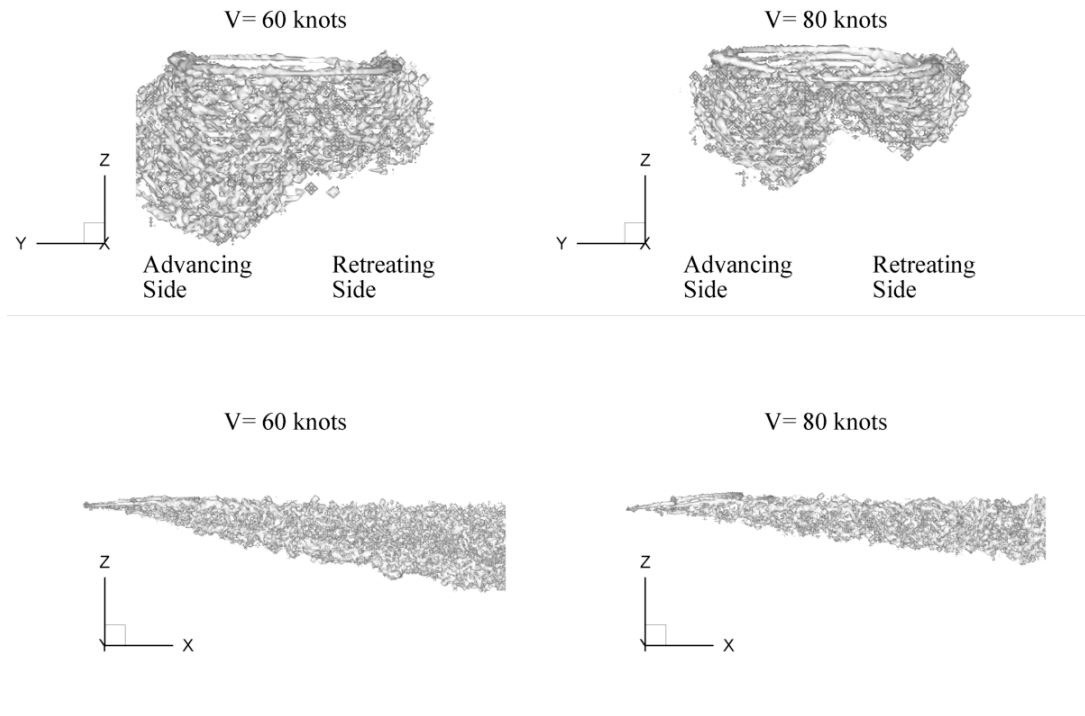 V= 60 knots
V= 80 knots
Z
Z
Y
X
Y
X
Advancing
Side
Retreating
Side
Advancing
Side
Retreating
Side
V= 60 knots
V= 80 knots
Z
Z
Y
X
Y
X